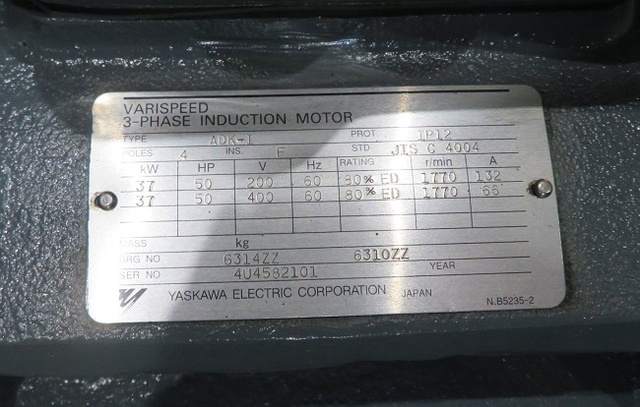 VARISPEED
3-PHASE INDUCTION MOTOR
TYPE ADK-1 PROT IP12
POLES 4 INS. F STD JIS C 4004
kW HP V Hz RATING r/min A
37 50 200 60 80% ED 1770 132
37 50 400 60 80% ED 1770 66
MASS kg
BRG NO 6314ZZ 6310ZZ
SER NO 4U4582101 YEAR
YASKAWA ELECTRIC CORPORATION JAPAN N.B5235-2